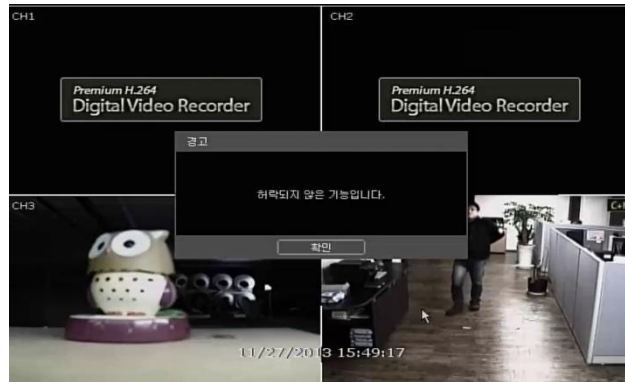 CH1
CH2
Premium H.264
Digital Video Recorder
Premium H.264
Digital Video Recorder
경고
허락되지 않은 기능입니다.
확인
CH3
11/27/2013 15:49:17